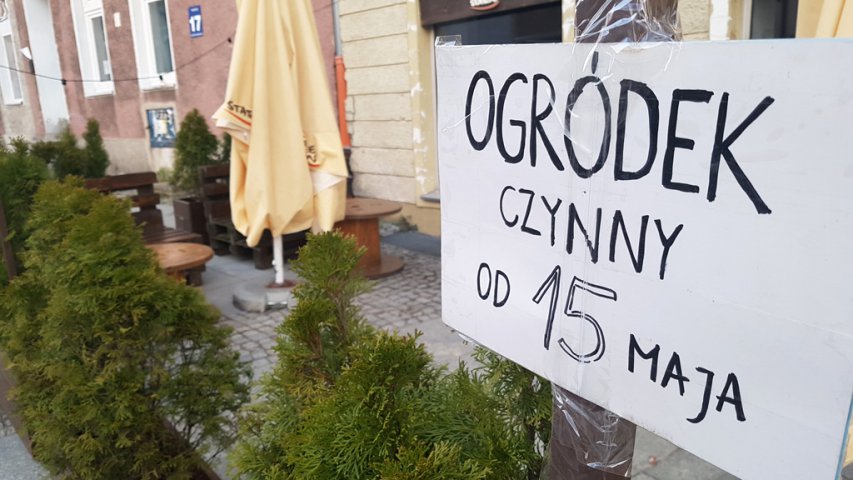 17
OGRÓDEK
CZYNNY
OD 15 MAJA